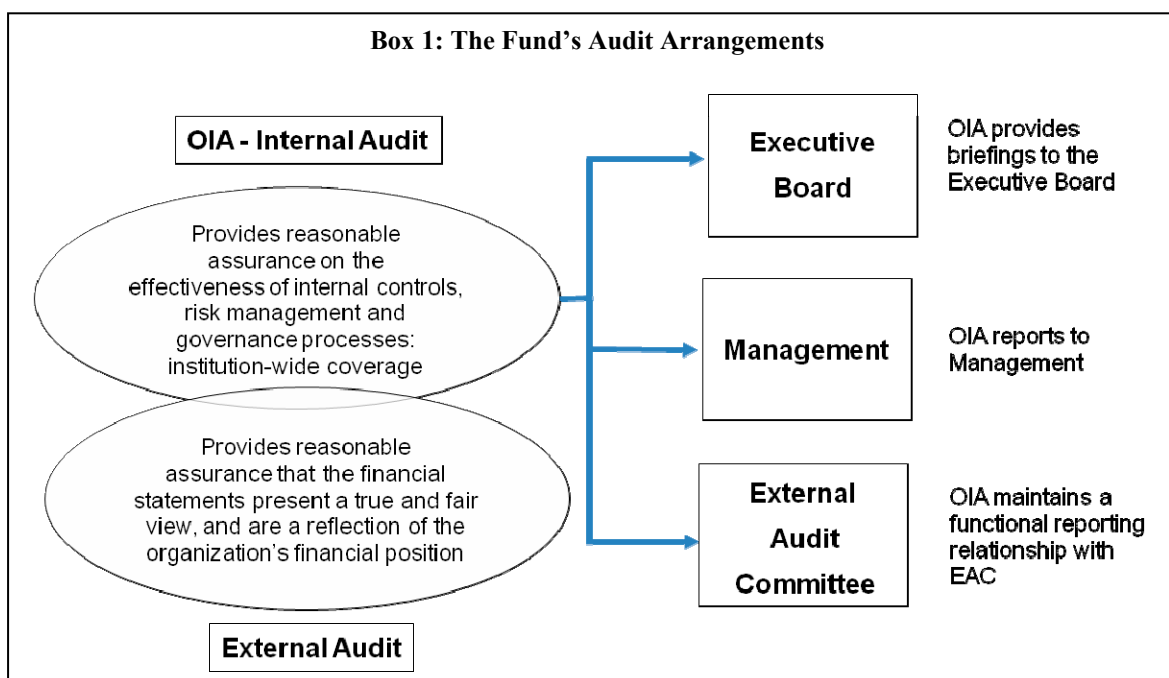 Box 1: The Fund’s Audit Arrangements
OIA - Internal Audit
Provides reasonable
assurance on the
effectiveness of internal controls,
risk management and
governance processes:
institution-wide coverage
Provides reasonable
assurance that the financial
statements present a true and fair
view, and are a reflection of the
organization’s financial position
External Audit
Executive
Board
OIA provides
briefings to the
Executive Board
Management
OIA reports to
Management
External
Audit
Committee
OIA maintains a
functional reporting
relationship with
EAC